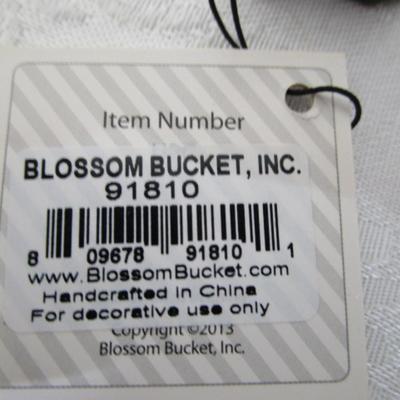 Item Number
BLOSSOM BUCKET, INC.
91810
8 09678 91810 1
www.BlossomBucket.com
Handcrafted in China
For decorative use only
Copyright ©2013
Blossom Bucket, Inc.